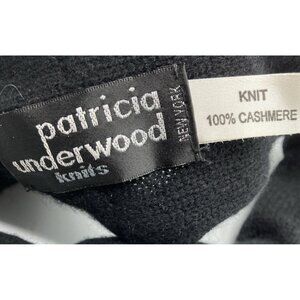 patricia
underwood
knits
NEW YORK
KNIT
100% CASHMERE